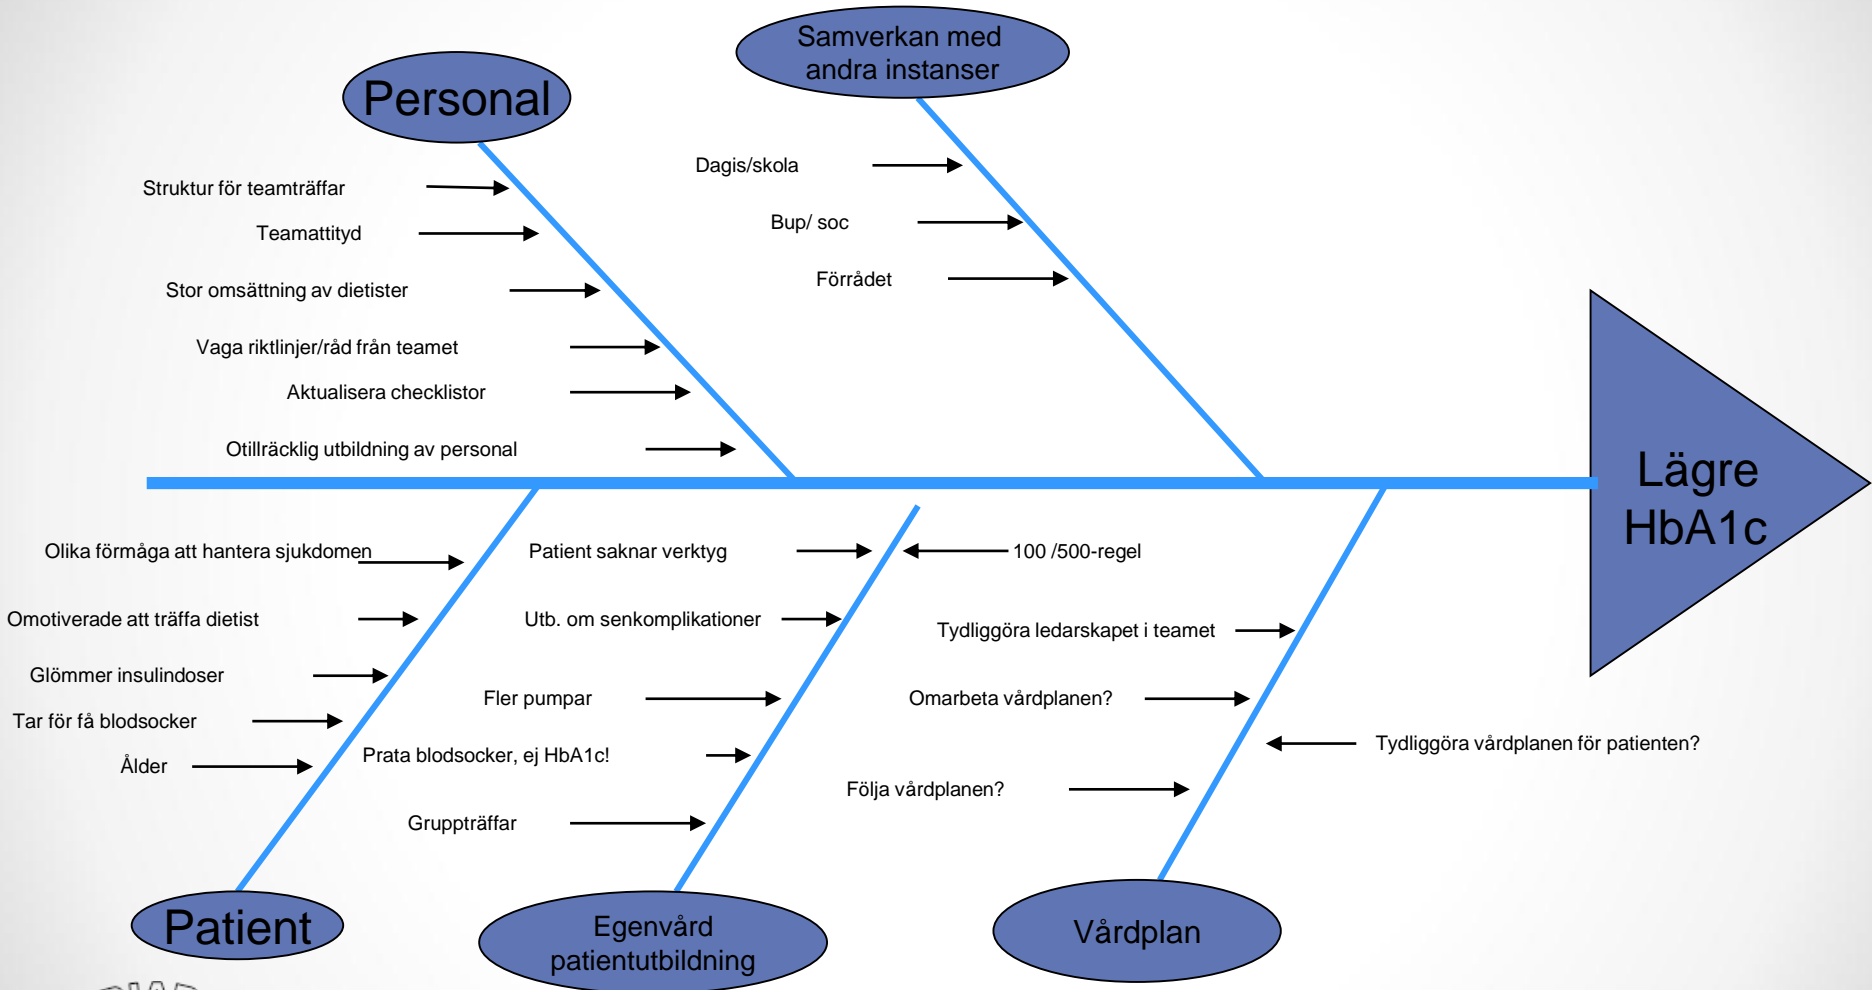 Samverkan med
andra instanser
Personal
Dagis/skola
Struktur för teamträffar
Bup/ soc
Teamattityd
Förrådet
Stor omsättning av dietister
Vaga riktlinjer/råd från teamet
Aktualisera checklistor
Otillräcklig utbildning av personal
Lägre
HbA1c
Olika förmåga att hantera sjukdomen
Patient saknar verktyg
100 /500-regel
Omotiverade att träffa dietist
Utb. om senkomplikationer
Tydliggöra ledarskapet i teamet
Glömmer insulindoser
Fler pumpar
Omarbeta vårdplanen?
Tar för få blodsocker
Tydliggöra vårdplanen för patienten?
Prata blodsocker, ej HbA1c!
Ålder
Följa vårdplanen?
Gruppträffar
Patient
Egenvård
patientutbildning
Vårdplan